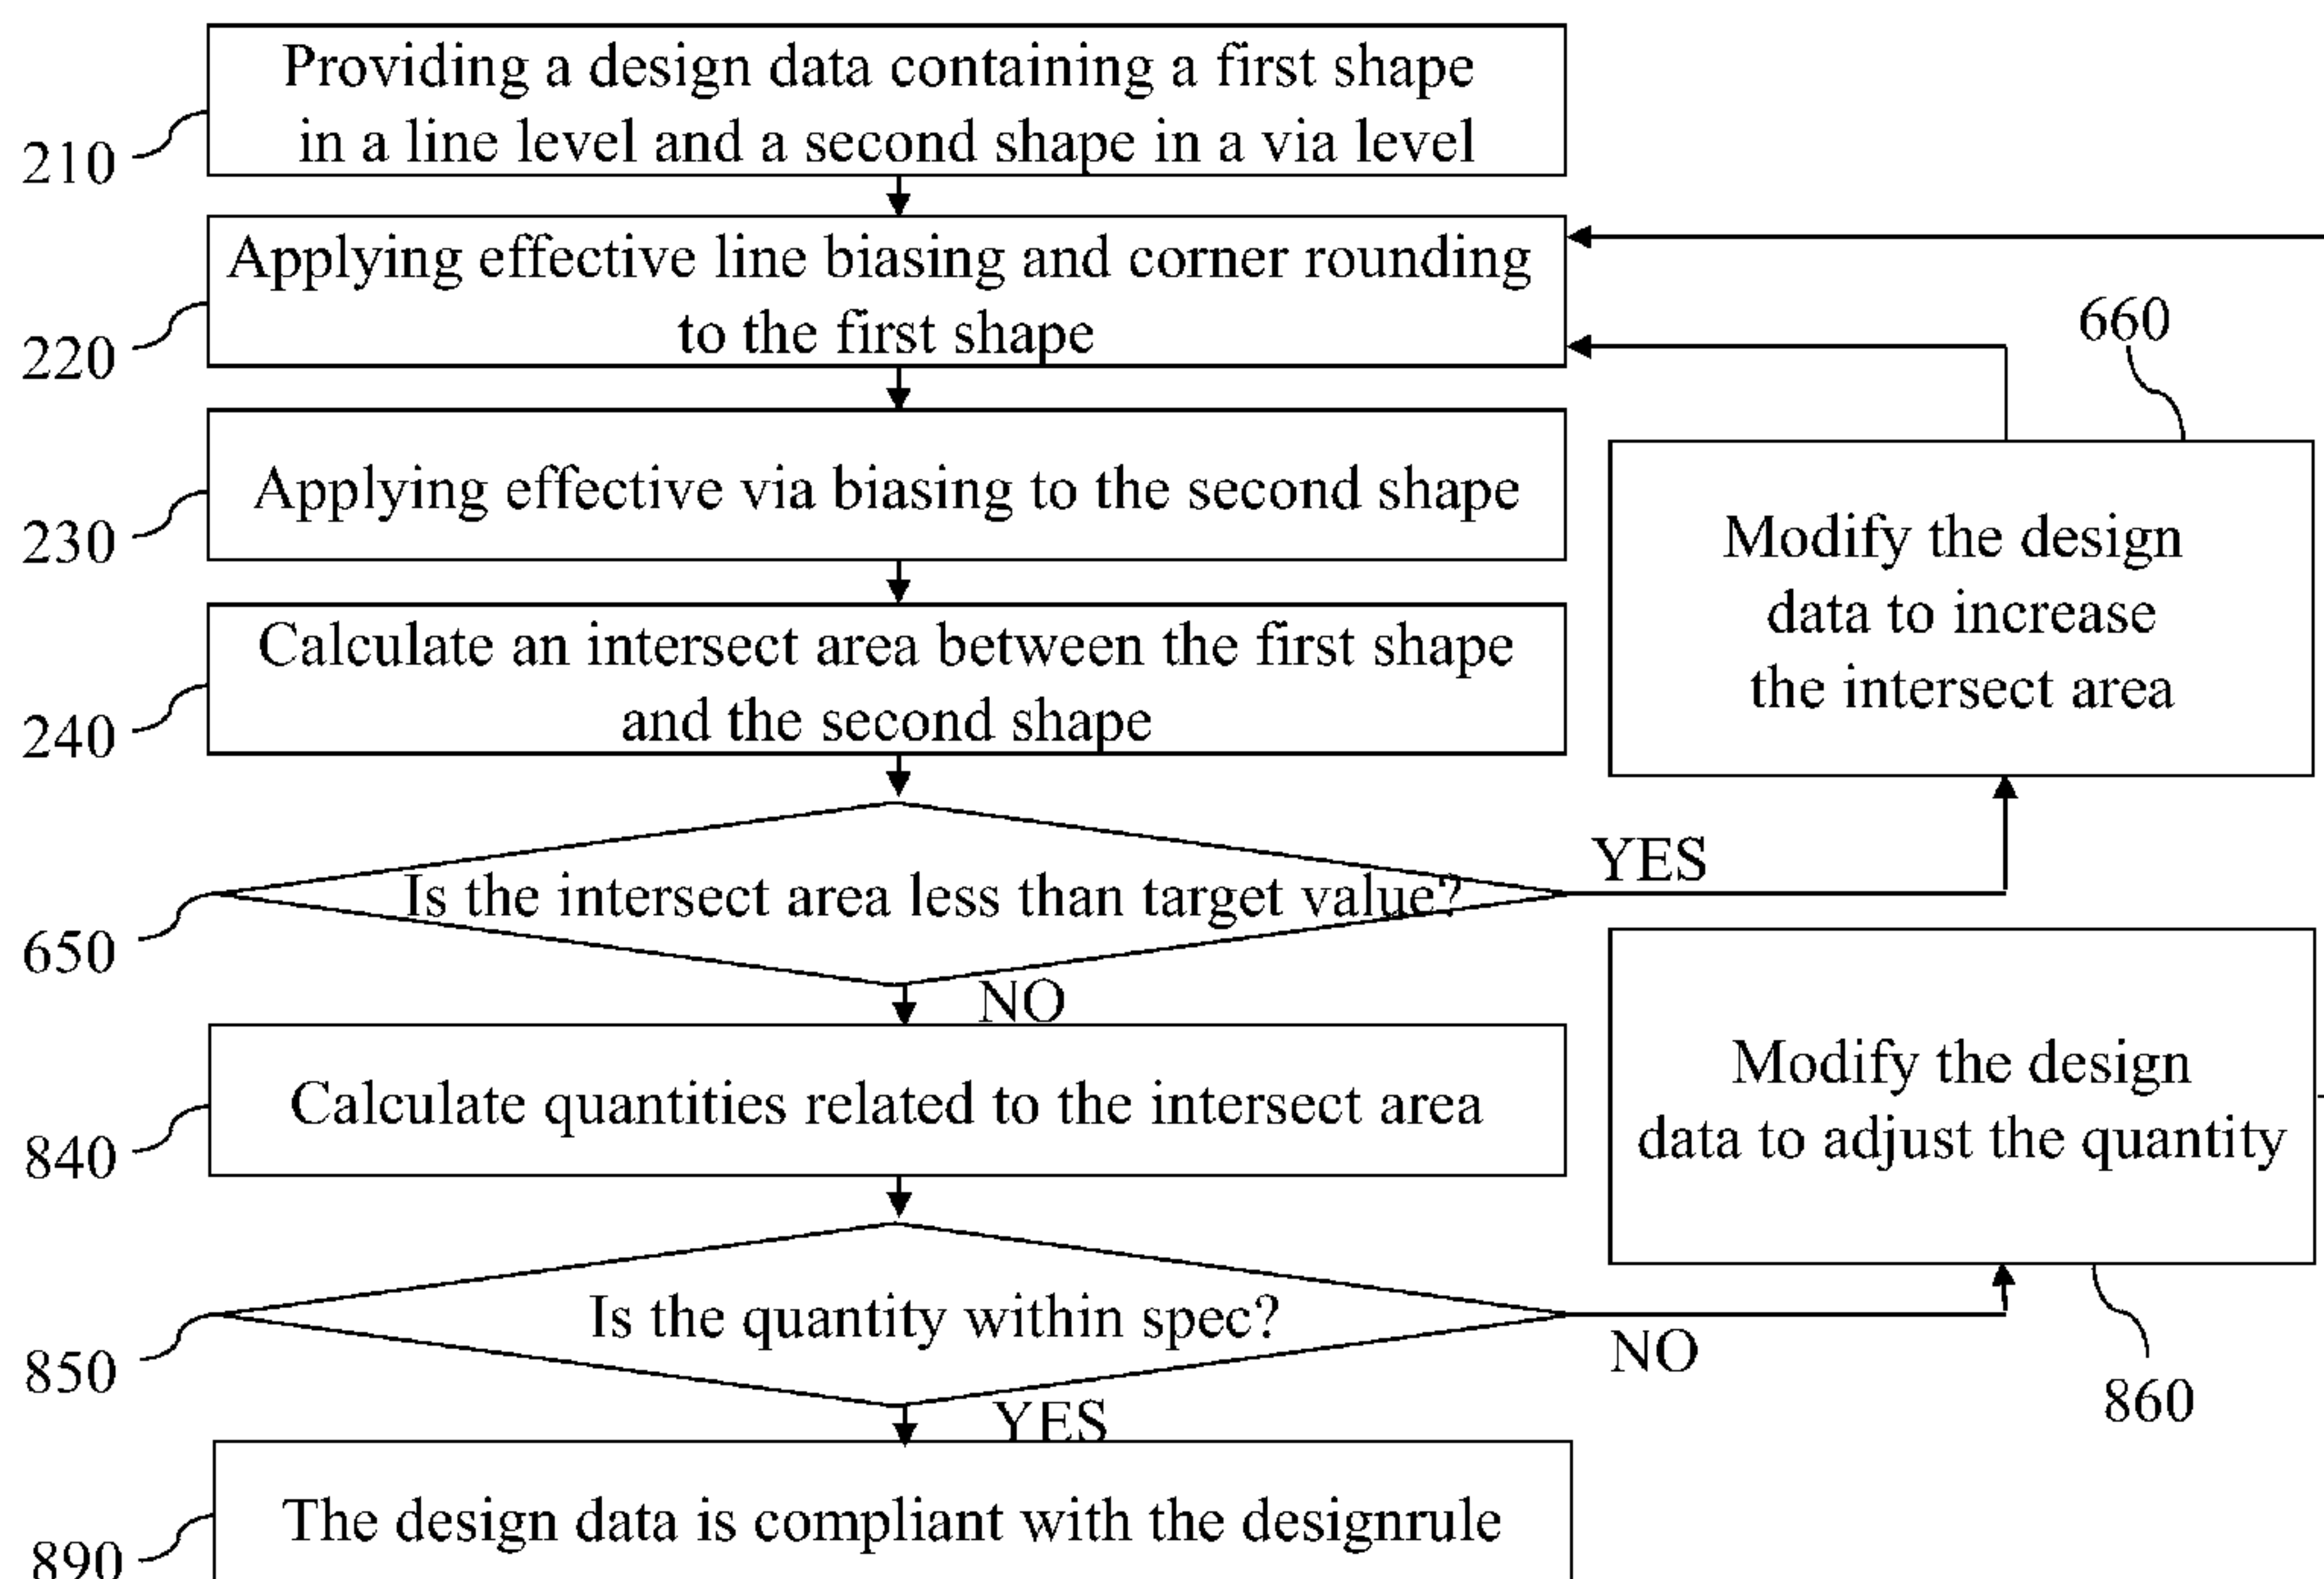 Providing a design data containing a first shape
in a line level and a second shape in a via level
210
Applying effective line biasing and corner rounding
to the first shape
220
660
Applying effective via biasing to the second shape
230
Modify the design
data to increase
the intersect area
Calculate an intersect area between the first shape
and the second shape
240
YES
Is the intersect area less than target value?
650
NO
Calculate quantities related to the intersect area
840
Modify the design
data to adjust the quantity
Is the quantity within spec?
850
NO
860
YES
The design data is compliant with the designrule
890